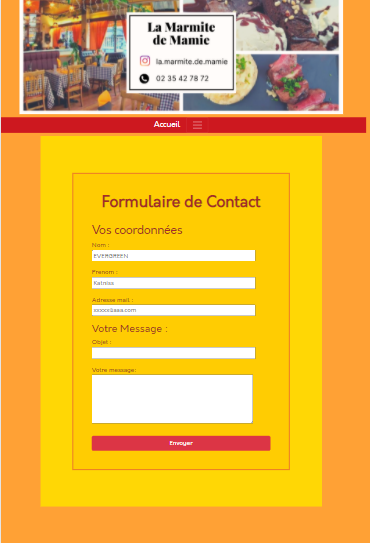 La Marmite
de Mamie
la.marmite.de.mamie
02 35 42 78 72
Accueil
Formulaire de Contact
Vos coordonnées
Nom :
EVERGREEN
Prenom :
Katniss
Adresse mail :
xxxxx@aaa.com
Votre Message :
Objet :
Votre message:
Envoyer